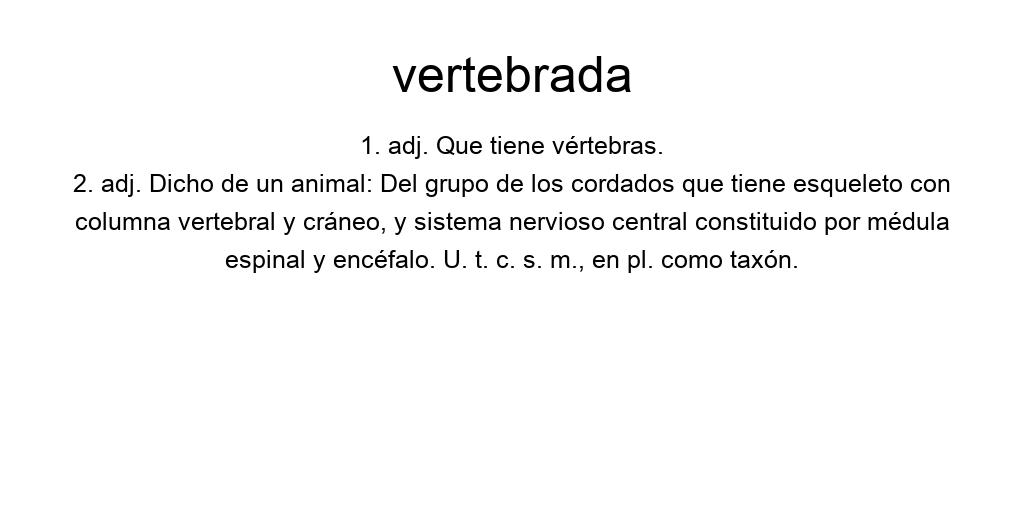 vertebrada
1. adj. Que tiene vértebras.
2. adj. Dicho de un animal: Del grupo de los cordados que tiene esqueleto con
columna vertebral y cráneo, y sistema nervioso central constituido por médula
espinal y encéfalo. U. t. c. s. m., en pl. como taxón.